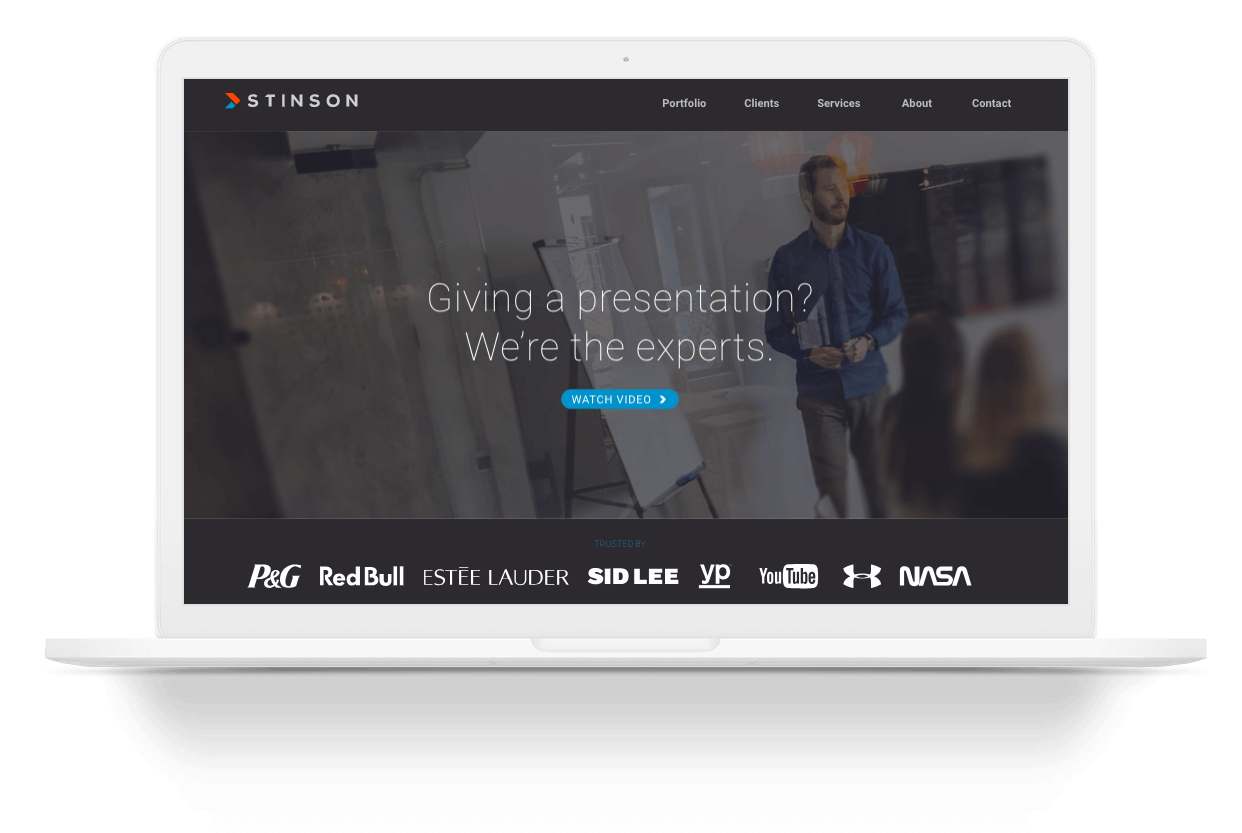 STINSON
Portfolio Clients Services About Contact
Giving a presentation?
We're the experts.
WATCH VIDEO
TRUSTED BY
P&G RedBull ESTĒE LAUDER SID LEE yp YouTube NASA